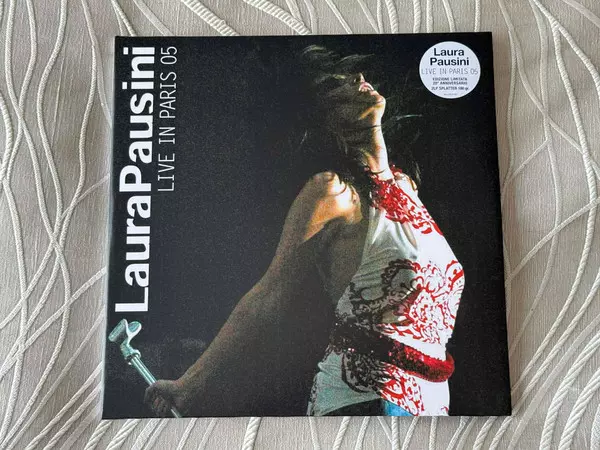 LauraPausini
LIVE IN PARIS 05
Laura
Pausini
LIVE IN PARIS 05
EDIZIONE LIMITATA
20° ANNIVERSARIO
2LP SPLATTER 180 gr